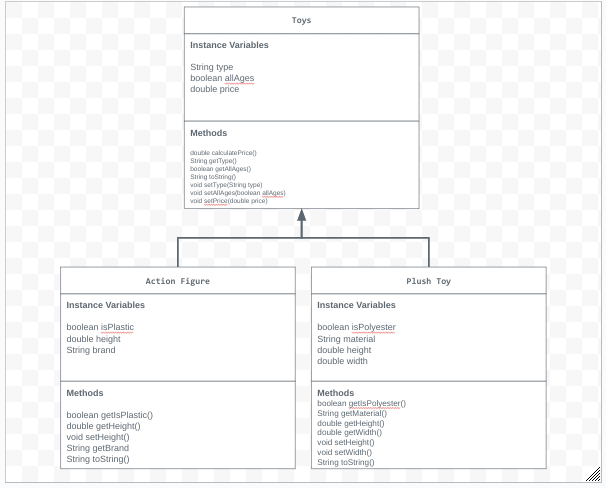 Toys
Instance Variables
String type
boolean allAges
double price
Methods
double calculatePrice()
String getType()
boolean getAllAges()
String toString()
void setType(String type)
void setAllAges(boolean allAges)
void setPrice(double price)
Action Figure
Instance Variables
boolean isPlastic
double height
String brand
Methods
boolean getIsPlastic()
double getHeight()
void setHeight()
String getBrand
String toString()
Plush Toy
Instance Variables
boolean isPolyester
String material
double height
double width
Methods
boolean getIsPolyester()
String getMaterial()
double getHeight()
double getWidth()
void setHeight()
void setWidth()
String toString()